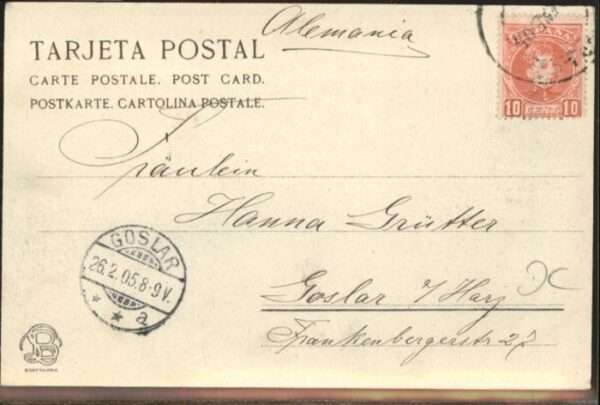 Alemania
TARJETA POSTAL
CARTE POSTALE. POST CARD.
POSTKARTE. CARTOLINA POSTALE.
10 10
Fräulein
Hanna Grütter
GOSLAR
26.2.05.8-9V.
* * a
Goslar a/Harz
Frankenbergerstr 27